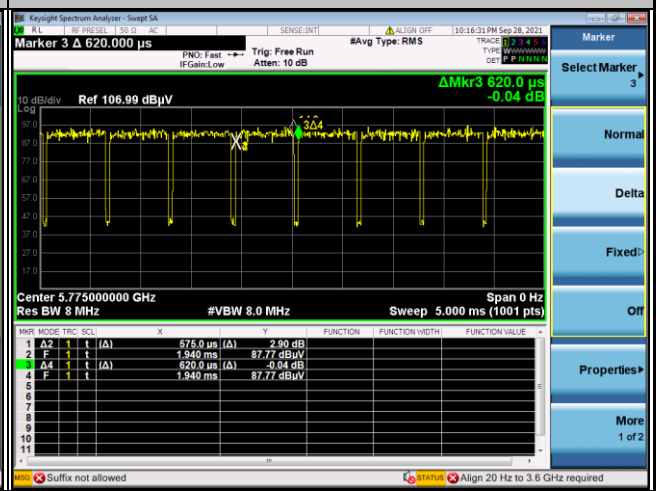 Keysight Spectrum Analyzer - Swept SA
RL RF PRESEL 50 Ω AC SENSE:INT ALIGN OFF 10:16:31 PM Sep 28, 2021
Marker 3 Δ 620.000 µs
PNO: Fast
IFGain:Low
Trig: Free Run
Atten: 10 dB
#Avg Type: RMS
TRACE 1 2 3 4 5 6
TYPE WWWWWW
DET P P N N N N
ΔMkr3 620.0 µs
-0.04 dB
10 dB/div Ref 106.99 dBµV
Log
97.0
87.0
77.0
67.0
57.0
47.0
37.0
27.0
17.0
3Δ4
Center 5.775000000 GHz Span 0 Hz
Res BW 8 MHz #VBW 8.0 MHz Sweep 5.000 ms (1001 pts)
MKR MODE TRC SCL X Y FUNCTION FUNCTION WIDTH FUNCTION VALUE
1 Δ2 1 t (Δ) 575.0 µs (Δ) 2.90 dB
2 F 1 t 1.940 ms 87.77 dBµV
3 Δ4 1 t (Δ) 620.0 µs (Δ) -0.04 dB
4 F 1 t 1.940 ms 87.77 dBµV
5
6
7
8
9
10
11
MSG Suffix not allowed STATUS Align 20 Hz to 3.6 GHz required
Marker
Select Marker
3
Normal
Delta
Fixed
Off
Properties
More
1 of 2